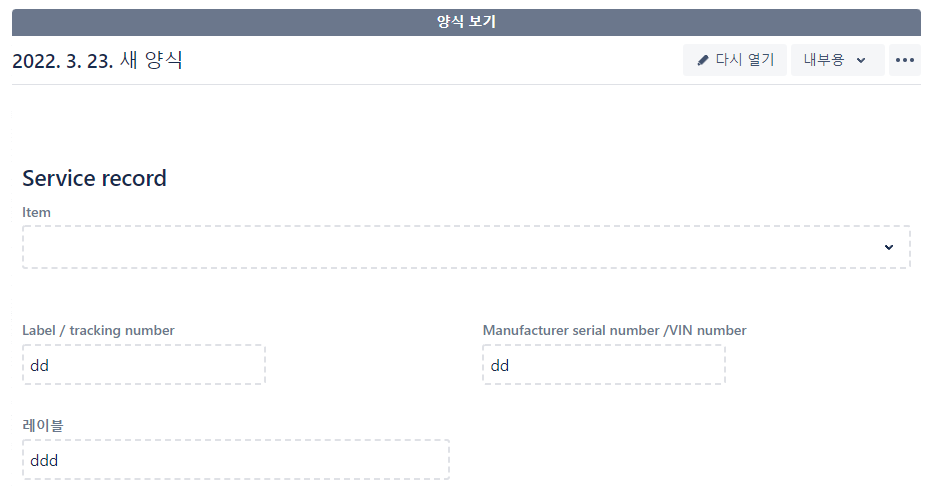 양식 보기
2022. 3. 23. 새 양식
다시 열기
내부용
Service record
Item
Label / tracking number
Manufacturer serial number /VIN number
dd
dd
레이블
ddd